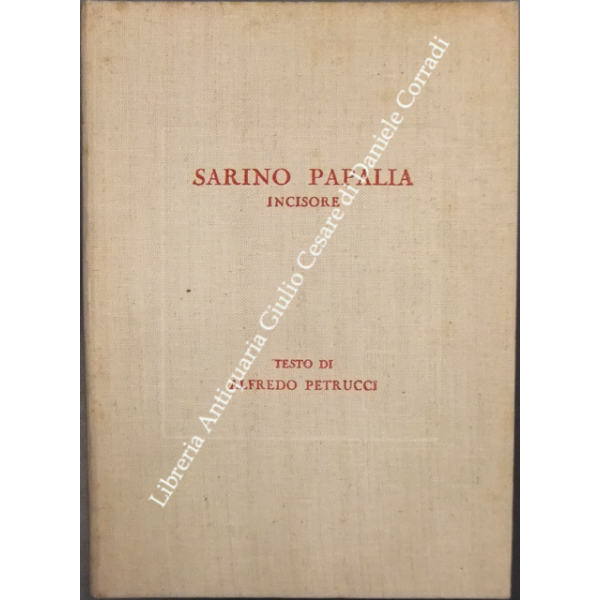 SARINO PAPALIA
INCISORE
TESTO DI
ALFREDO PETRUCCI
Libreria Antiquaria Giulio Cesare di Daniele Corradi